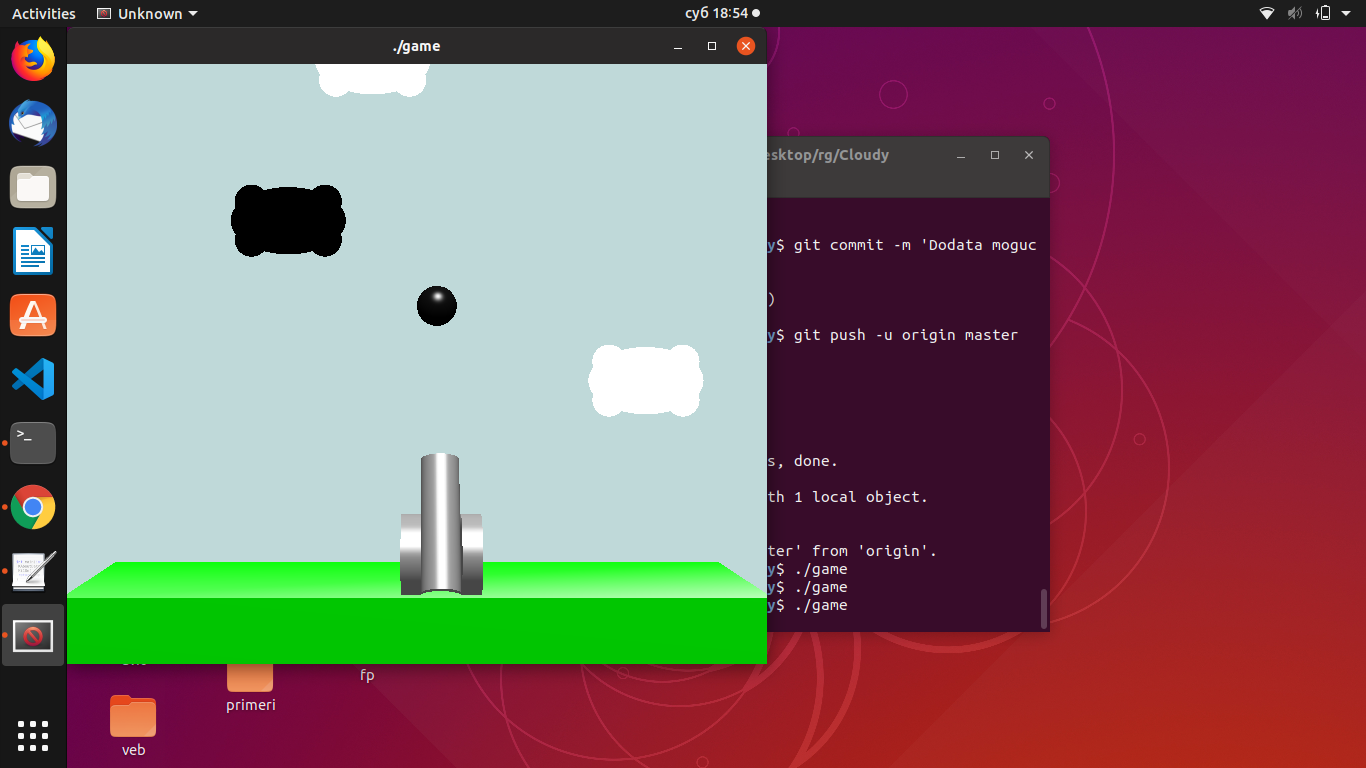 Activities
Unknown
суб 18:54
./game
esktop/rg/Cloudy
y$ git commit -m 'Dodata moguc
)
y$ git push -u origin master
s, done.
th 1 local object.
ter' from 'origin'.
y$ ./game
y$ ./game
y$ ./game
>_
fp
primeri
veb